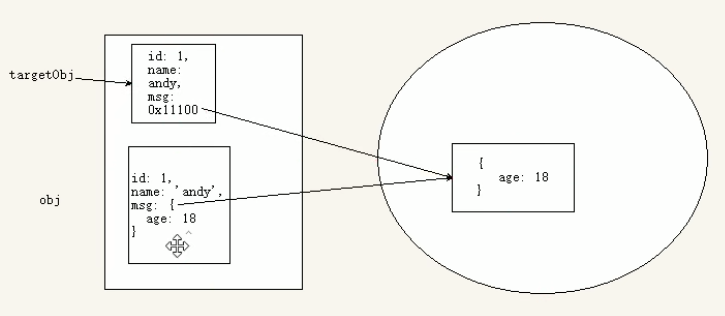 id: 1,
name:
andy,
msg:
0x11100
targetObj
id: 1,
name: 'andy',
msg: {
age: 18
}
obj
{
age: 18
}